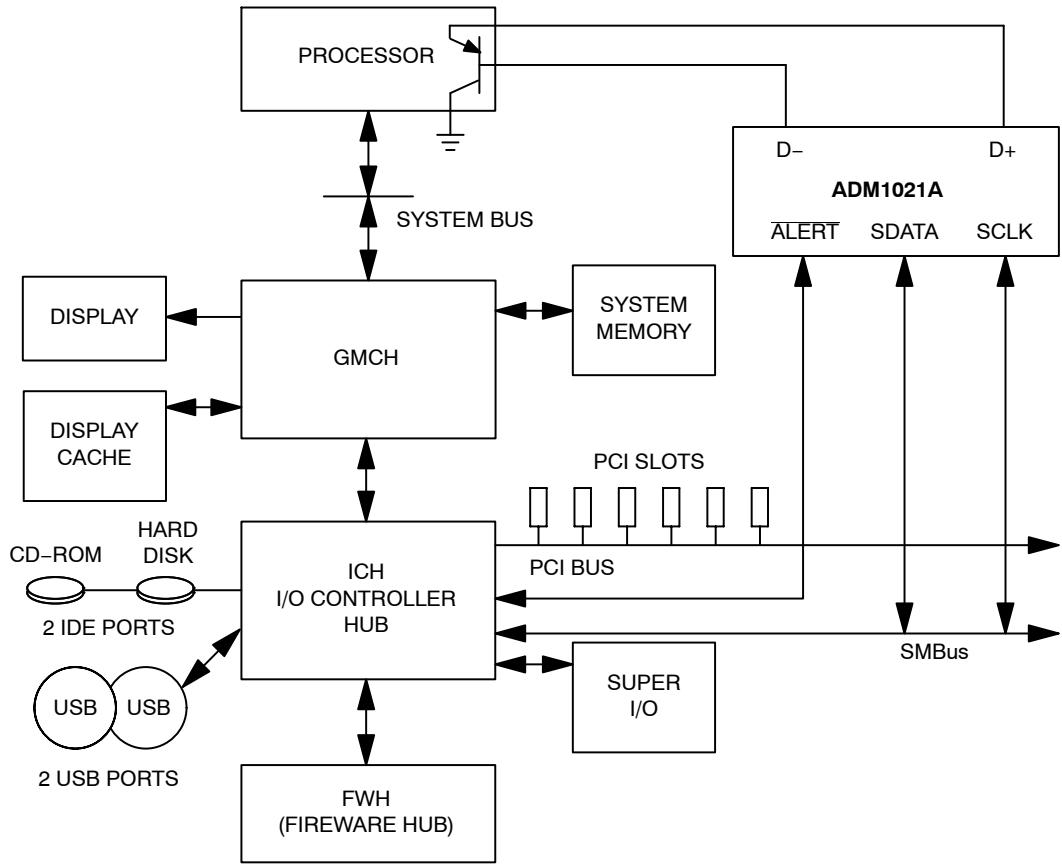 PROCESSOR
D−
D+
ADM1021A
ALERT
SDATA
SCLK
SYSTEM BUS
DISPLAY
GMCH
SYSTEM
MEMORY
DISPLAY
CACHE
PCI SLOTS
CD−ROM
HARD
DISK
ICH
I/O CONTROLLER
HUB
PCI BUS
2 IDE PORTS
SMBus
USB
USB
SUPER
I/O
2 USB PORTS
FWH
(FIREWARE HUB)